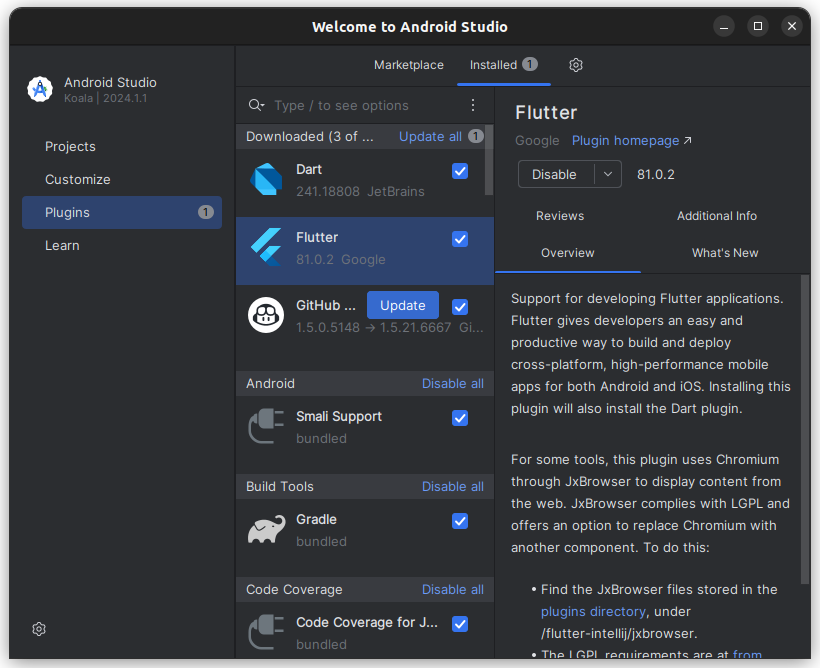 Welcome to Android Studio
Android Studio
Koala | 2024.1.1
Projects
Customize
Plugins 1
Learn
Marketplace Installed 1
Type / to see options
Downloaded (3 of ... Update all 1
Dart
241.18808 JetBrains
Flutter
81.0.2 Google
GitHub ... Update
1.5.0.5148 → 1.5.21.6667 Gi...
Android Disable all
Smali Support
bundled
Build Tools Disable all
Gradle
bundled
Code Coverage Disable all
Code Coverage for J...
bundled
Flutter
Google Plugin homepage ↗
Disable 81.0.2
Reviews Additional Info
Overview What's New
Support for developing Flutter applications.
Flutter gives developers an easy and
productive way to build and deploy
cross-platform, high-performance mobile
apps for both Android and iOS. Installing this
plugin will also install the Dart plugin.
For some tools, this plugin uses Chromium
through JxBrowser to display content from
the web. JxBrowser complies with LGPL and
offers an option to replace Chromium with
another component. To do this:
• Find the JxBrowser files stored in the
plugins directory, under
/flutter-intellij/jxbrowser.
• The LGPL requirements are at from